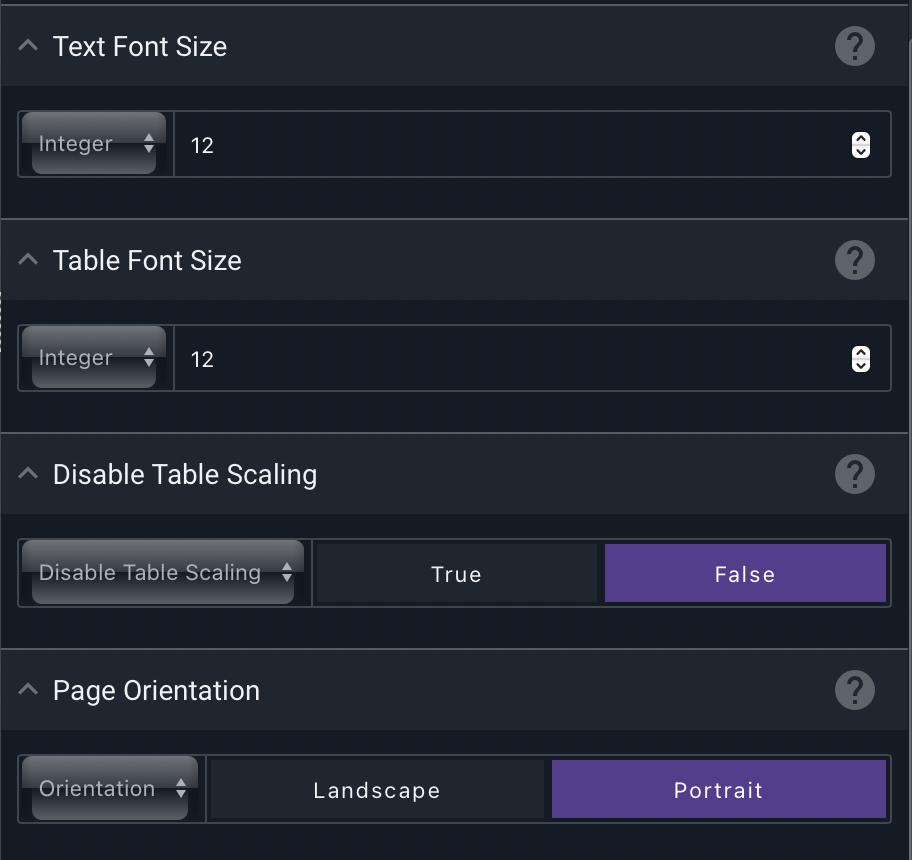 Text Font Size ?
Integer 12
Table Font Size ?
Integer 12
Disable Table Scaling ?
Disable Table Scaling True False
Page Orientation ?
Orientation Landscape Portrait